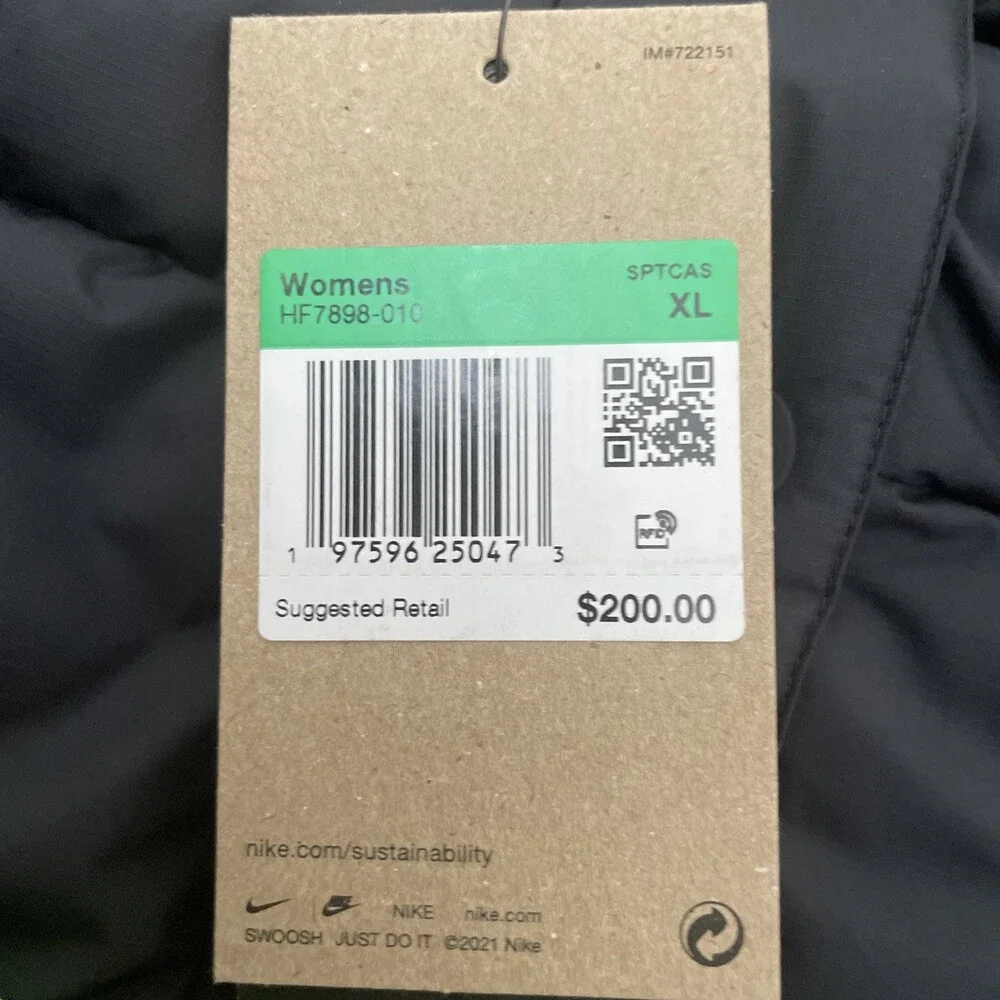 IM#722151
Womens
SPTCAS
HF7898-010
XL
1 97596 25047 3
RFID
Suggested Retail
$200.00
nike.com/sustainability
NIKE nike.com
SWOOSH JUST DO IT ©2021 Nike